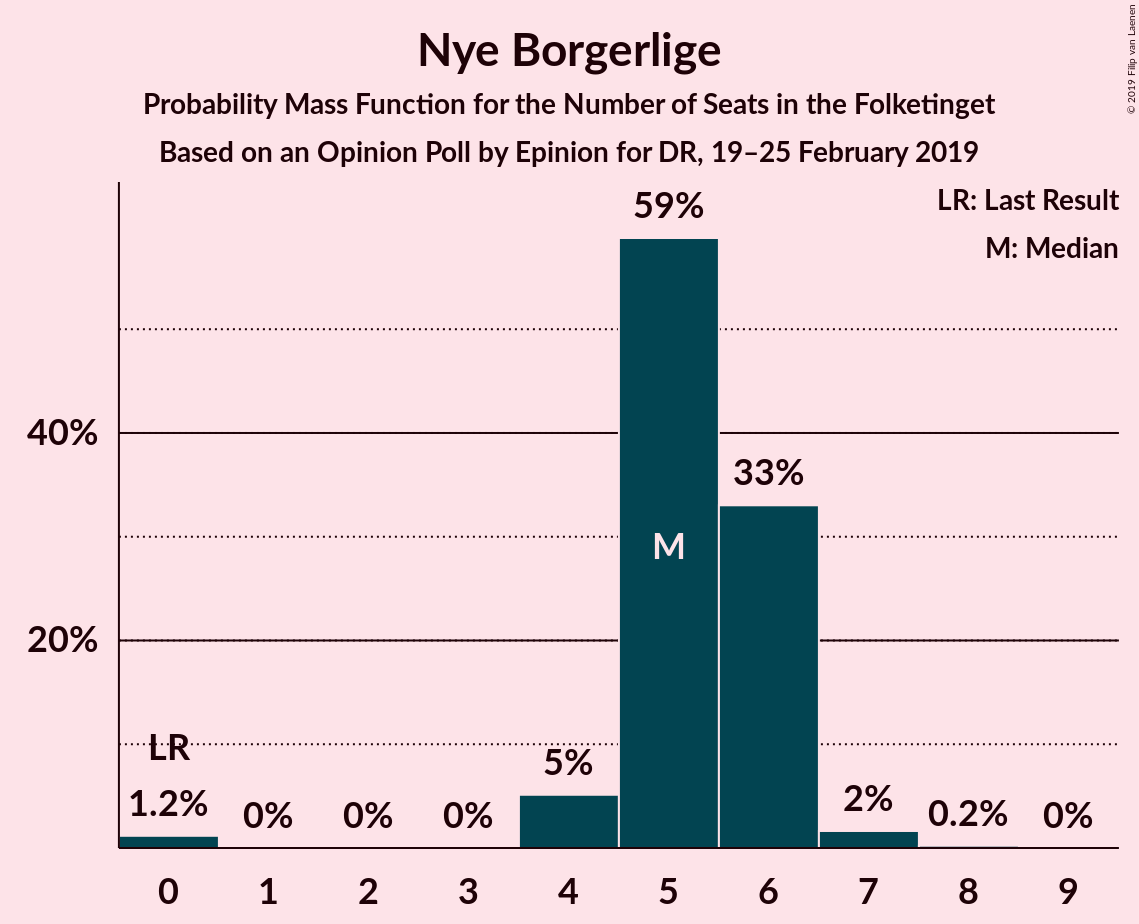 Nye Borgerlige
Probability Mass Function for the Number of Seats in the Folketinget
Based on an Opinion Poll by Epinion for DR, 19–25 February 2019
© 2019 Filip van Laenen
LR: Last Result
M: Median
59%
40%
33%
M
20%
LR
5%
1.2%
0%
0%
0%
2%
0.2%
0%
0 1 2 3 4 5 6 7 8 9